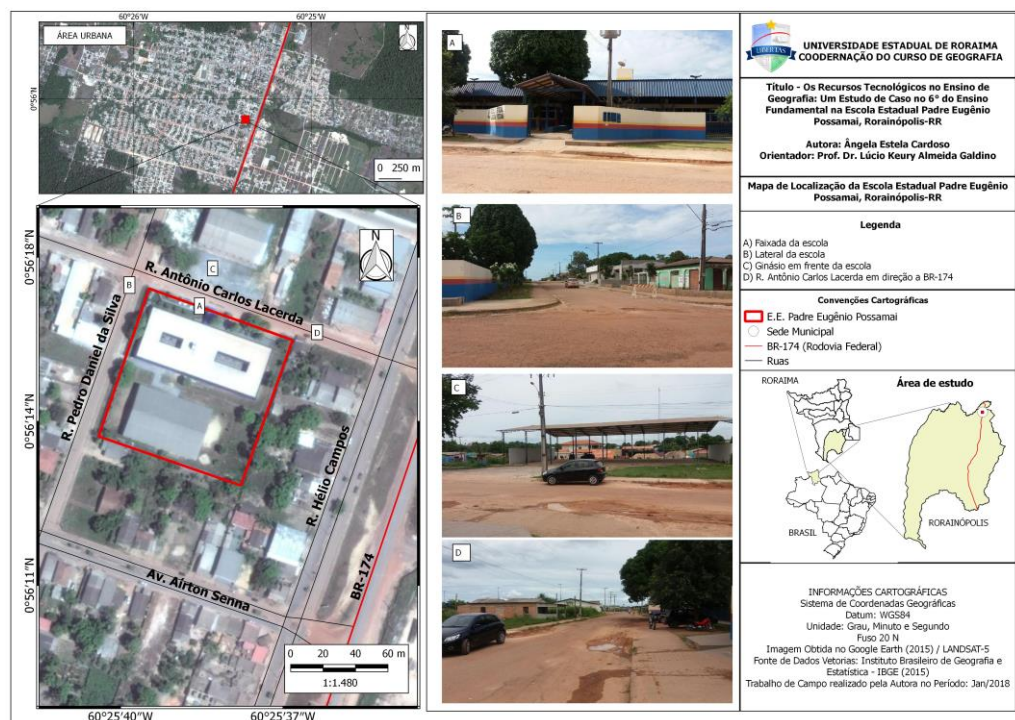 60°26'W
60°25'W
ÁREA URBANA
0°56'N
0 250 m
0°56'18"N
0°56'14"N
0°56'11"N
R. Antônio Carlos Lacerda
R. Pedro Daniel da Silva
R. Hélio Campos
BR-174
Av. Aírton Senna
A
B
C
D
0 20 40 60 m
1:1.480
60°25'40"W
60°25'37"W
A
B
C
D
LIBERTAS
UNIVERSIDADE ESTADUAL DE RORAIMA
COODERNAÇÃO DO CURSO DE GEOGRAFIA
Título - Os Recursos Tecnológicos no Ensino de
Geografia: Um Estudo de Caso no 6° do Ensino
Fundamental na Escola Estadual Padre Eugênio
Possamai, Rorainópolis-RR
Autora: Ângela Estela Cardoso
Orientador: Prof. Dr. Lúcio Keury Almeida Galdino
Mapa de Localização da Escola Estadual Padre Eugênio
Possamai, Rorainópolis-RR
Legenda
A) Faixada da escola
B) Lateral da escola
C) Ginásio em frente da escola
D) R. Antônio Carlos Lacerda em direção a BR-174
Convenções Cartográficas
E.E. Padre Eugênio Possamai
Sede Municipal
BR-174 (Rodovia Federal)
Ruas
RORAIMA
Área de estudo
BRASIL
RORAINÓPOLIS
INFORMAÇÕES CARTOGRÁFICAS
Sistema de Coordenadas Geográficas
Datum: WGS84
Unidade: Grau, Minuto e Segundo
Fuso 20 N
Imagem Obtida no Google Earth (2015) / LANDSAT-5
Fonte de Dados Vetorias: Instituto Brasileiro de Geografia e
Estatística - IBGE (2015)
Trabalho de Campo realizado pela Autora no Período: Jan/2018